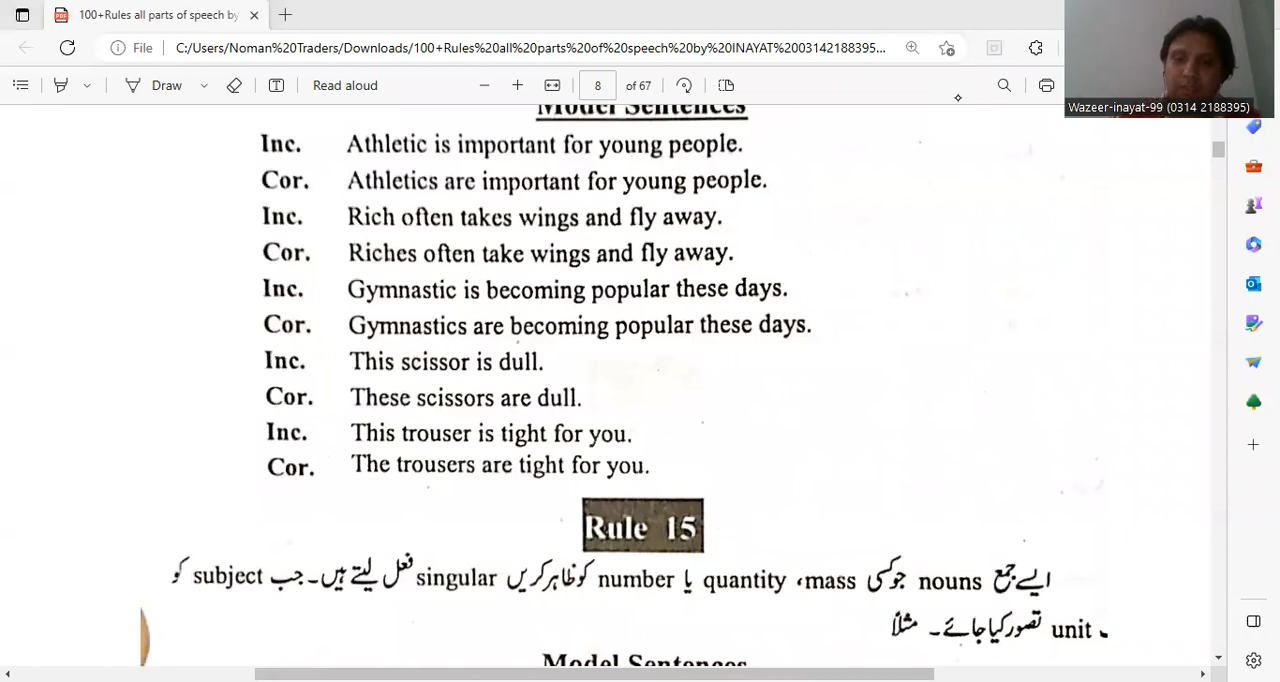 100+Rules all parts of speech by
File C:/Users/Noman%20Traders/Downloads/100+Rules%20all%20parts%20of%20speech%20by%20INAYAT%2003142188395...
Draw Read aloud 8 of 67
Wazeer-inayat-99 (0314 2188395)
Model Sentences
Inc. Athletic is important for young people.
Cor. Athletics are important for young people.
Inc. Rich often takes wings and fly away.
Cor. Riches often take wings and fly away.
Inc. Gymnastic is becoming popular these days.
Cor. Gymnastics are becoming popular these days.
Inc. This scissor is dull.
Cor. These scissors are dull.
Inc. This trouser is tight for you.
Cor. The trousers are tight for you.
Rule 15
ایسے جمع nouns جو کسی mass، quantity یا number کو ظاہر کریں singular فعل لیتے ہیں۔ جب subject کو
unit تصور کیا جائے۔ مثلاً
Model Sentences